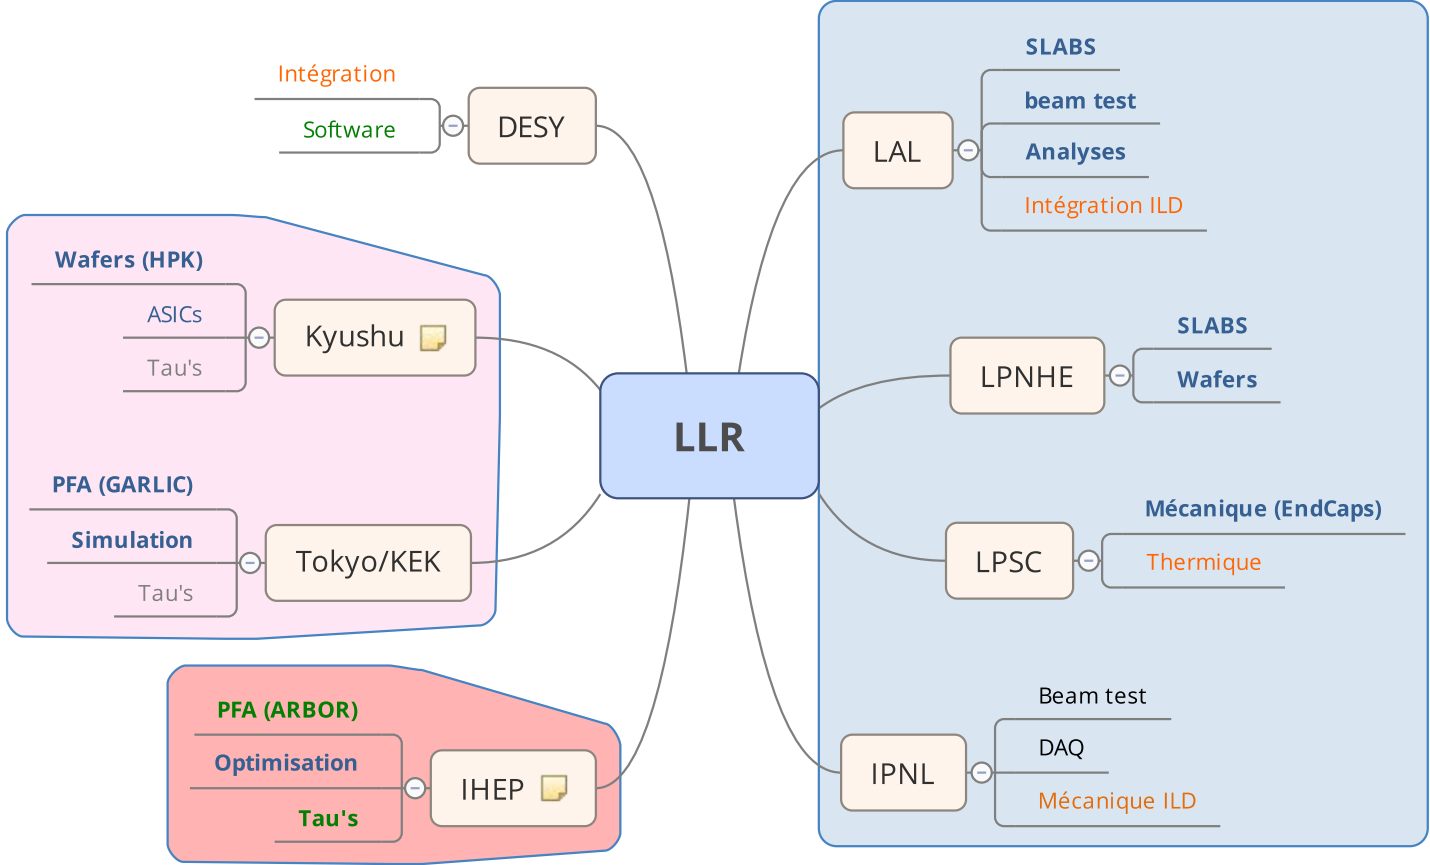 LLR
DESY
Intégration
Software
Kyushu
Wafers (HPK)
ASICs
Tau's
Tokyo/KEK
PFA (GARLIC)
Simulation
Tau's
IHEP
PFA (ARBOR)
Optimisation
Tau's
LAL
SLABS
beam test
Analyses
Intégration ILD
LPNHE
SLABS
Wafers
LPSC
Mécanique (EndCaps)
Thermique
IPNL
Beam test
DAQ
Mécanique ILD